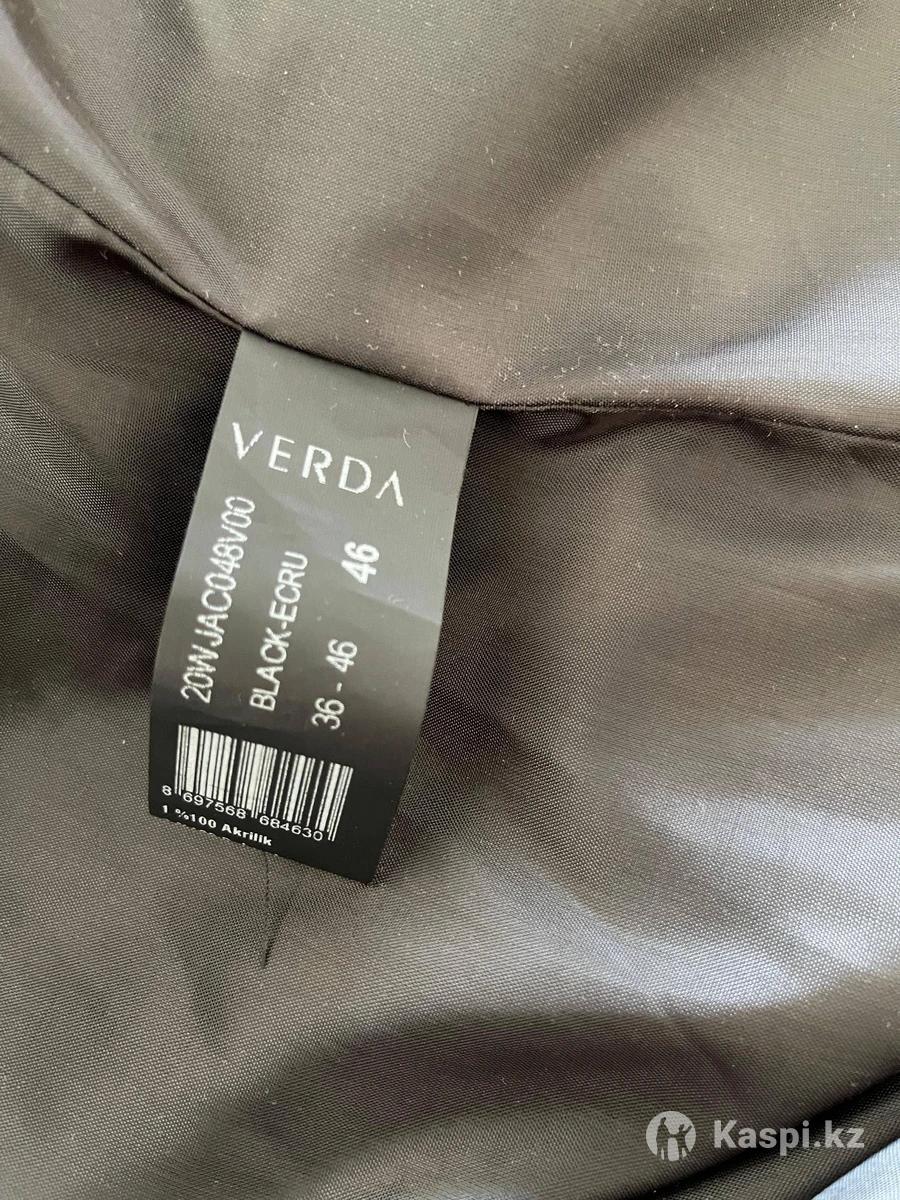 VERDA
20WJAC048V00
BLACK-ECRU
36 - 46 46
8 697568 684630
1 %100 Akrilik
Kaspi.kz